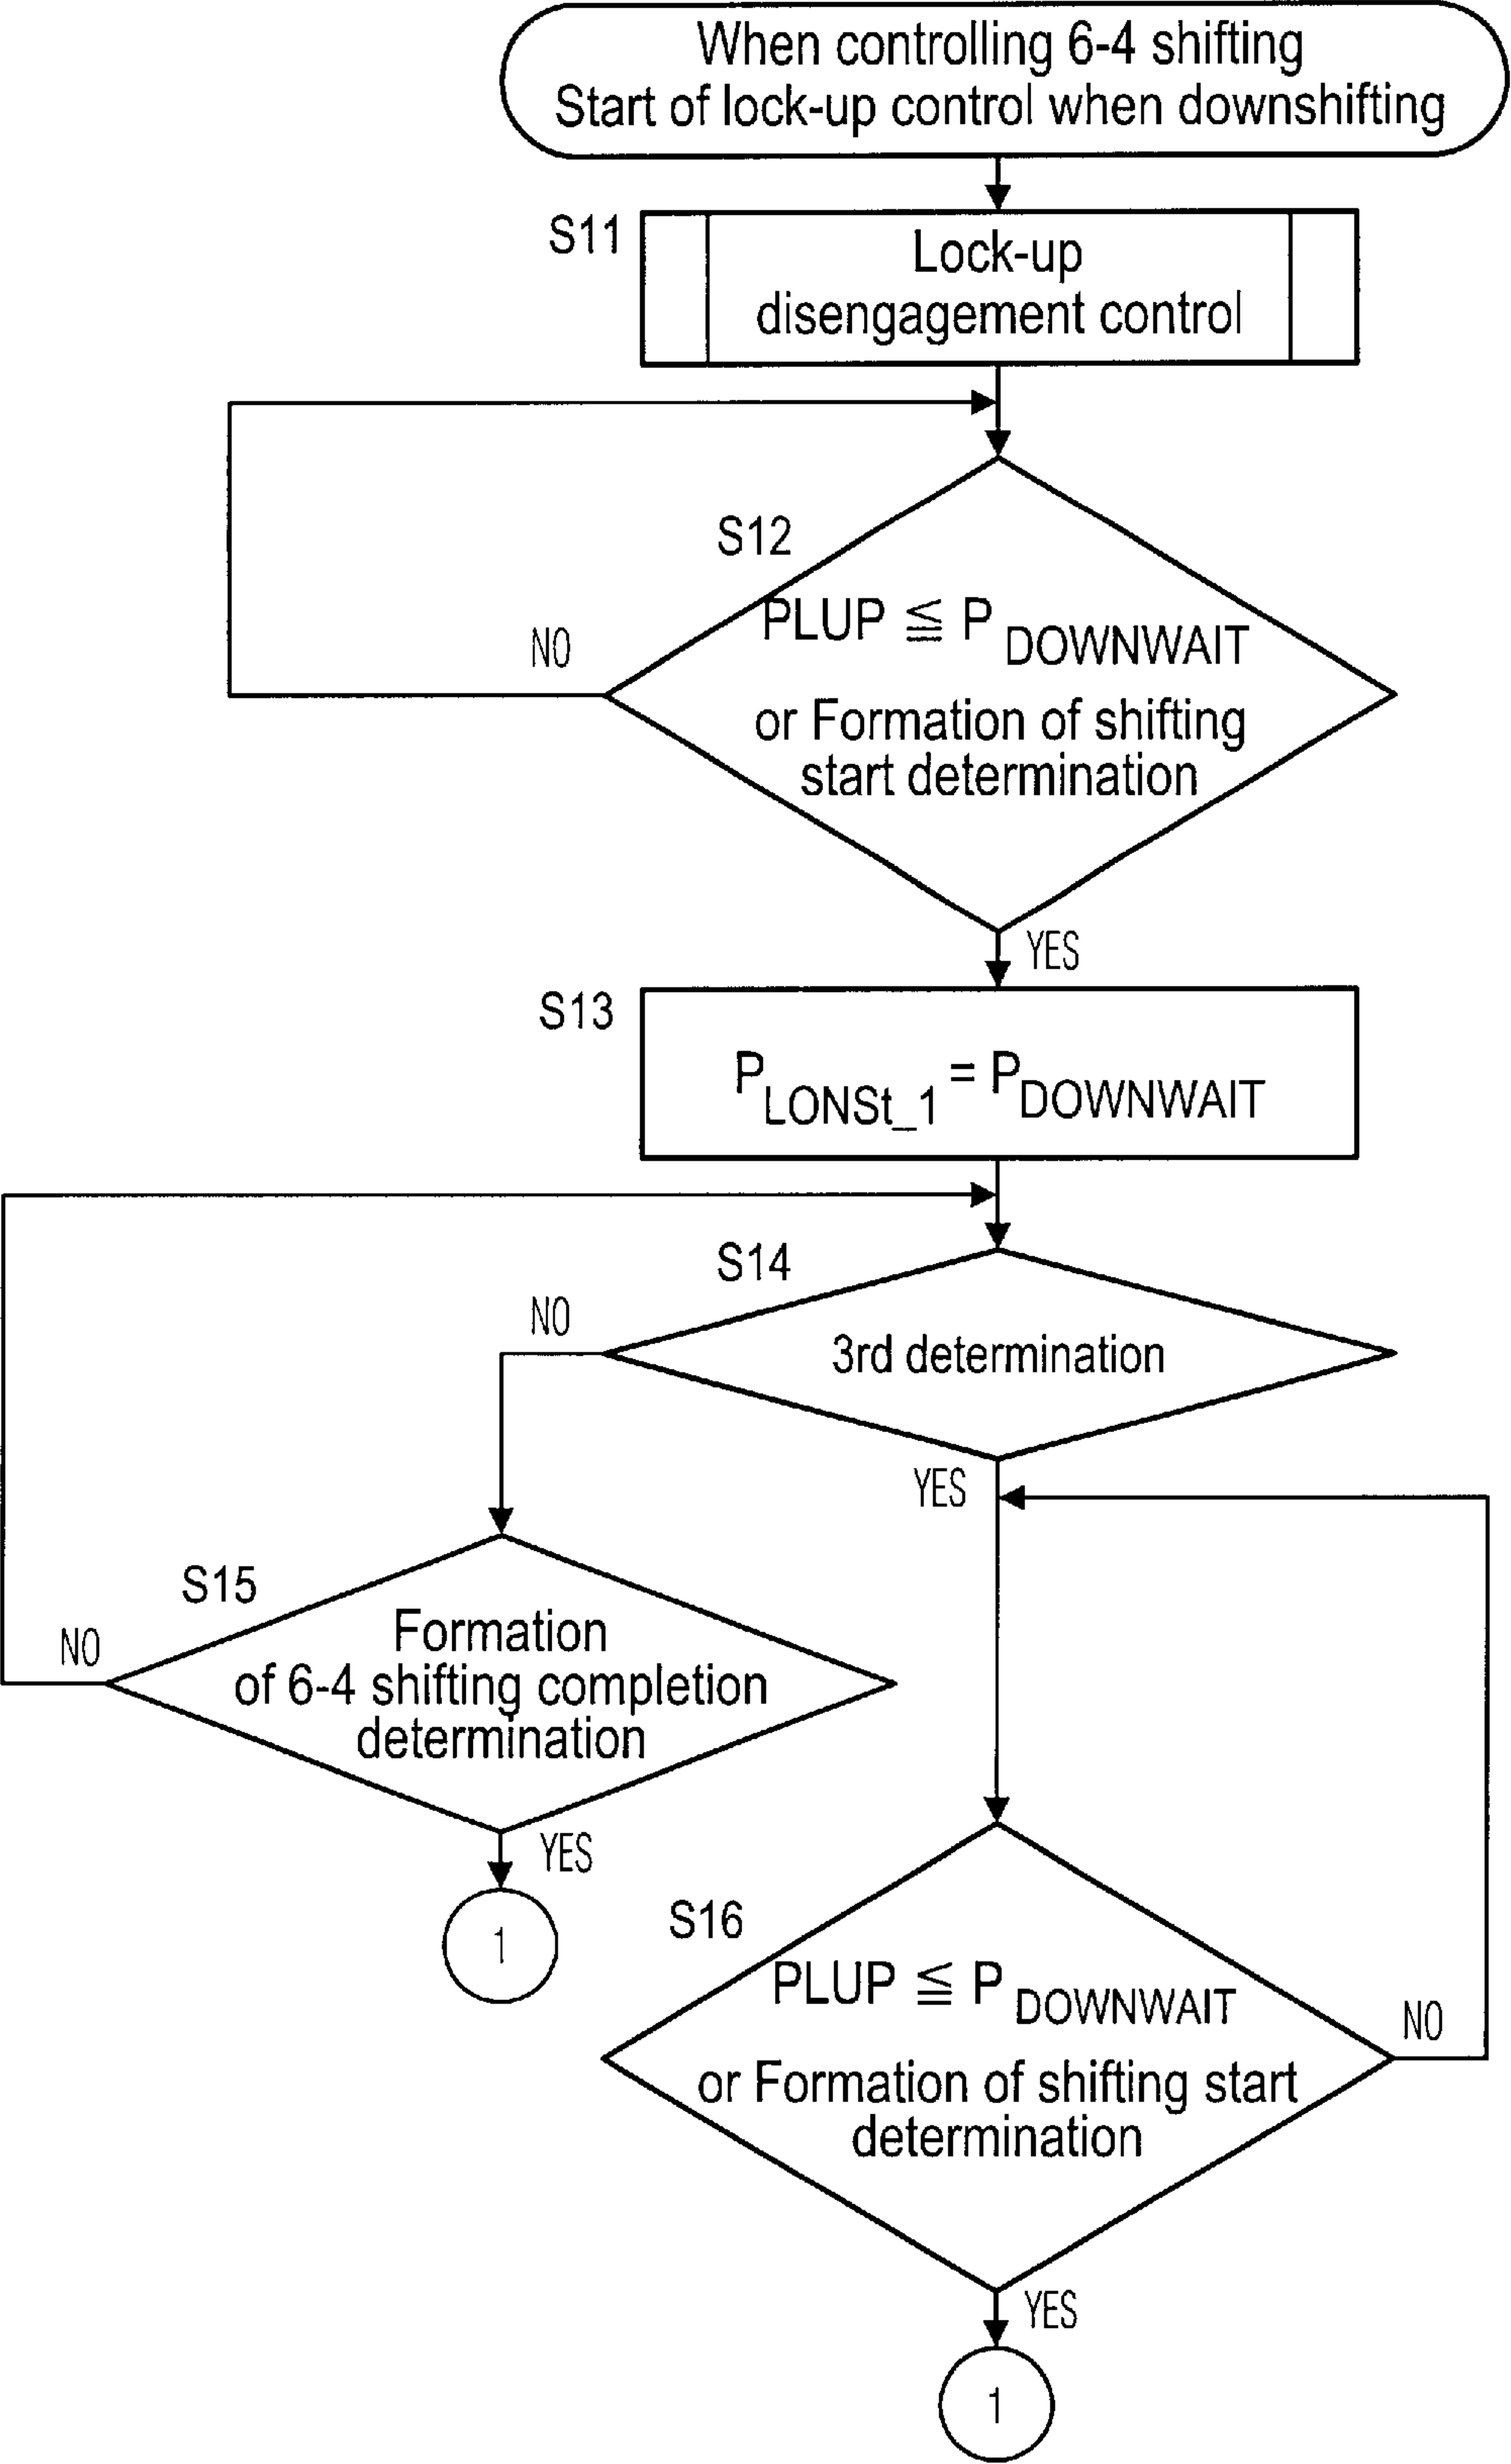 When controlling 6-4 shifting
Start of lock-up control when downshifting
S11
Lock-up
disengagement control
S12
PLUP ≦ P DOWNWAIT
NO
or Formation of shifting
start determination
YES
S13
PLONSt_1 = PDOWNWAIT
S14
NO
3rd determination
YES
S15
NO
Formation
of 6-4 shifting completion
determination
YES
1
S16
PLUP ≦ P DOWNWAIT
NO
or Formation of shifting start
determination
YES
1